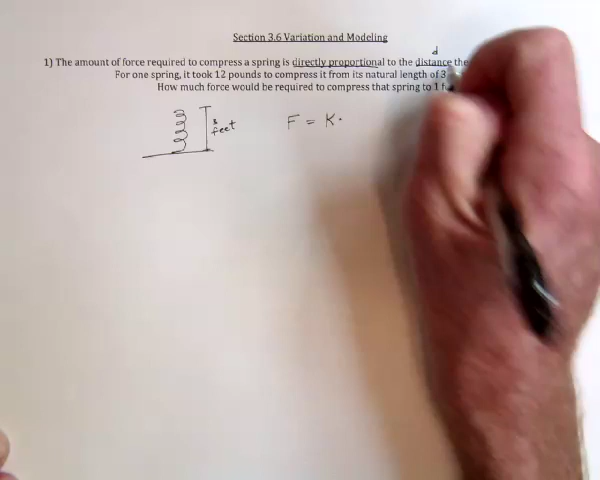 Section 3.6 Variation and Modeling
d
1) The amount of force required to compress a spring is directly proportional to the distance the
For one spring, it took 12 pounds to compress it from its natural length of 3
How much force would be required to compress that spring to 1
3 feet
F = K·